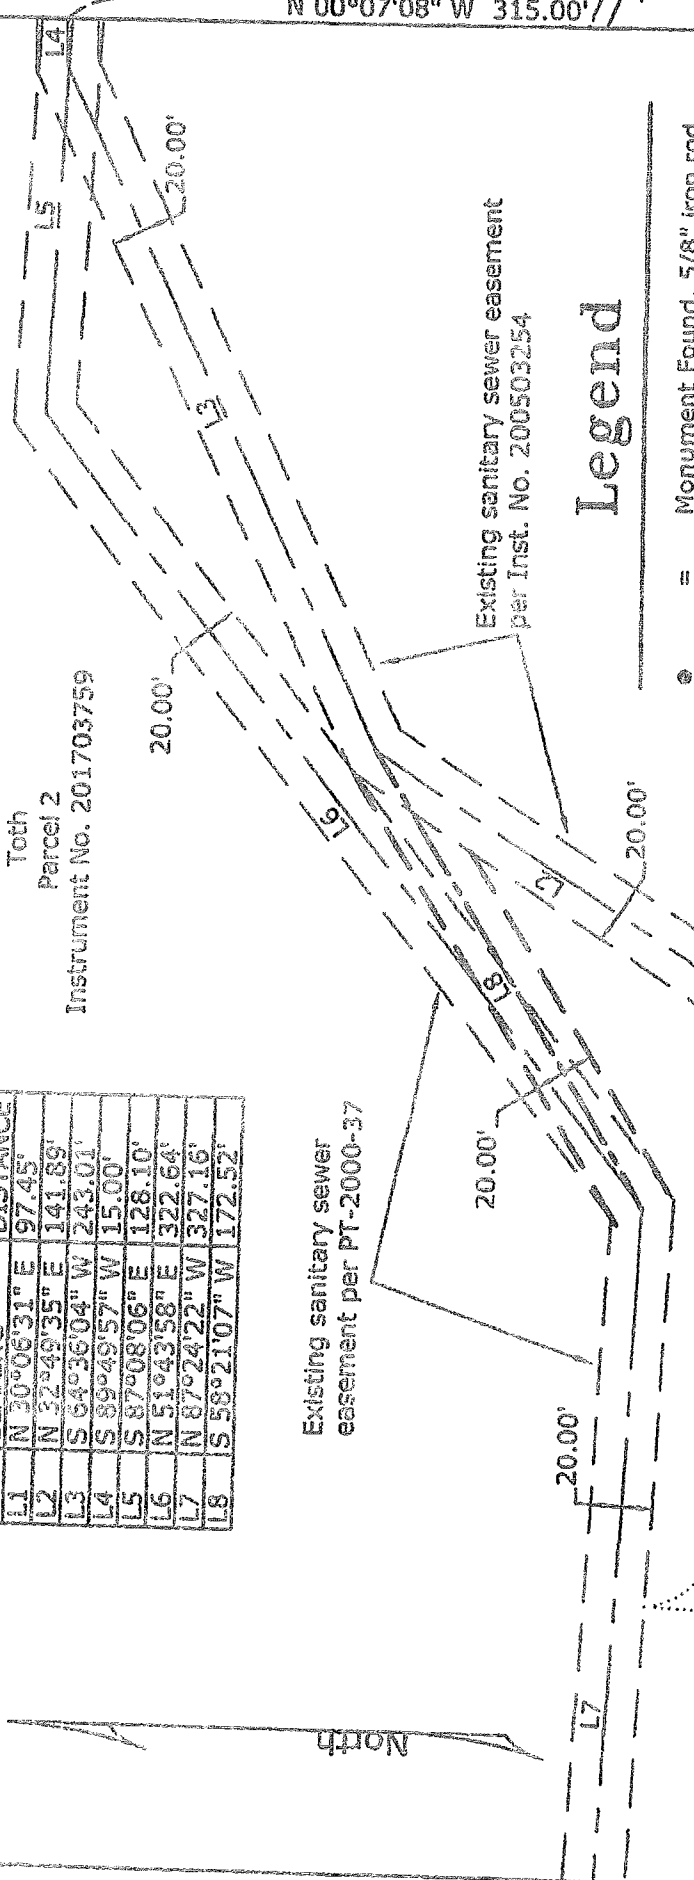 N 00°07'08" W 315.00'
L4
L5
20.00'
L3
Existing sanitary sewer easement
per Inst. No. 200503254
Legend
= Monument Found, 5/8" iron rod
Toth
Parcel 2
Instrument No. 201703759
20.00'
L6
L8
20.00'
20.00'
DISTANCE
L1 N 30°06'31" E 97.45'
L2 N 32°49'35" E 141.89'
L3 S 64°36'04" W 243.01'
L4 S 89°49'57" W 15.00'
L5 S 87°08'06" E 128.10'
L6 N 51°43'58" E 322.64'
L7 N 87°24'22" W 327.16'
L8 S 58°21'07" W 172.52'
Existing sanitary sewer
easement per PT-2000-37
20.00'
L7
North